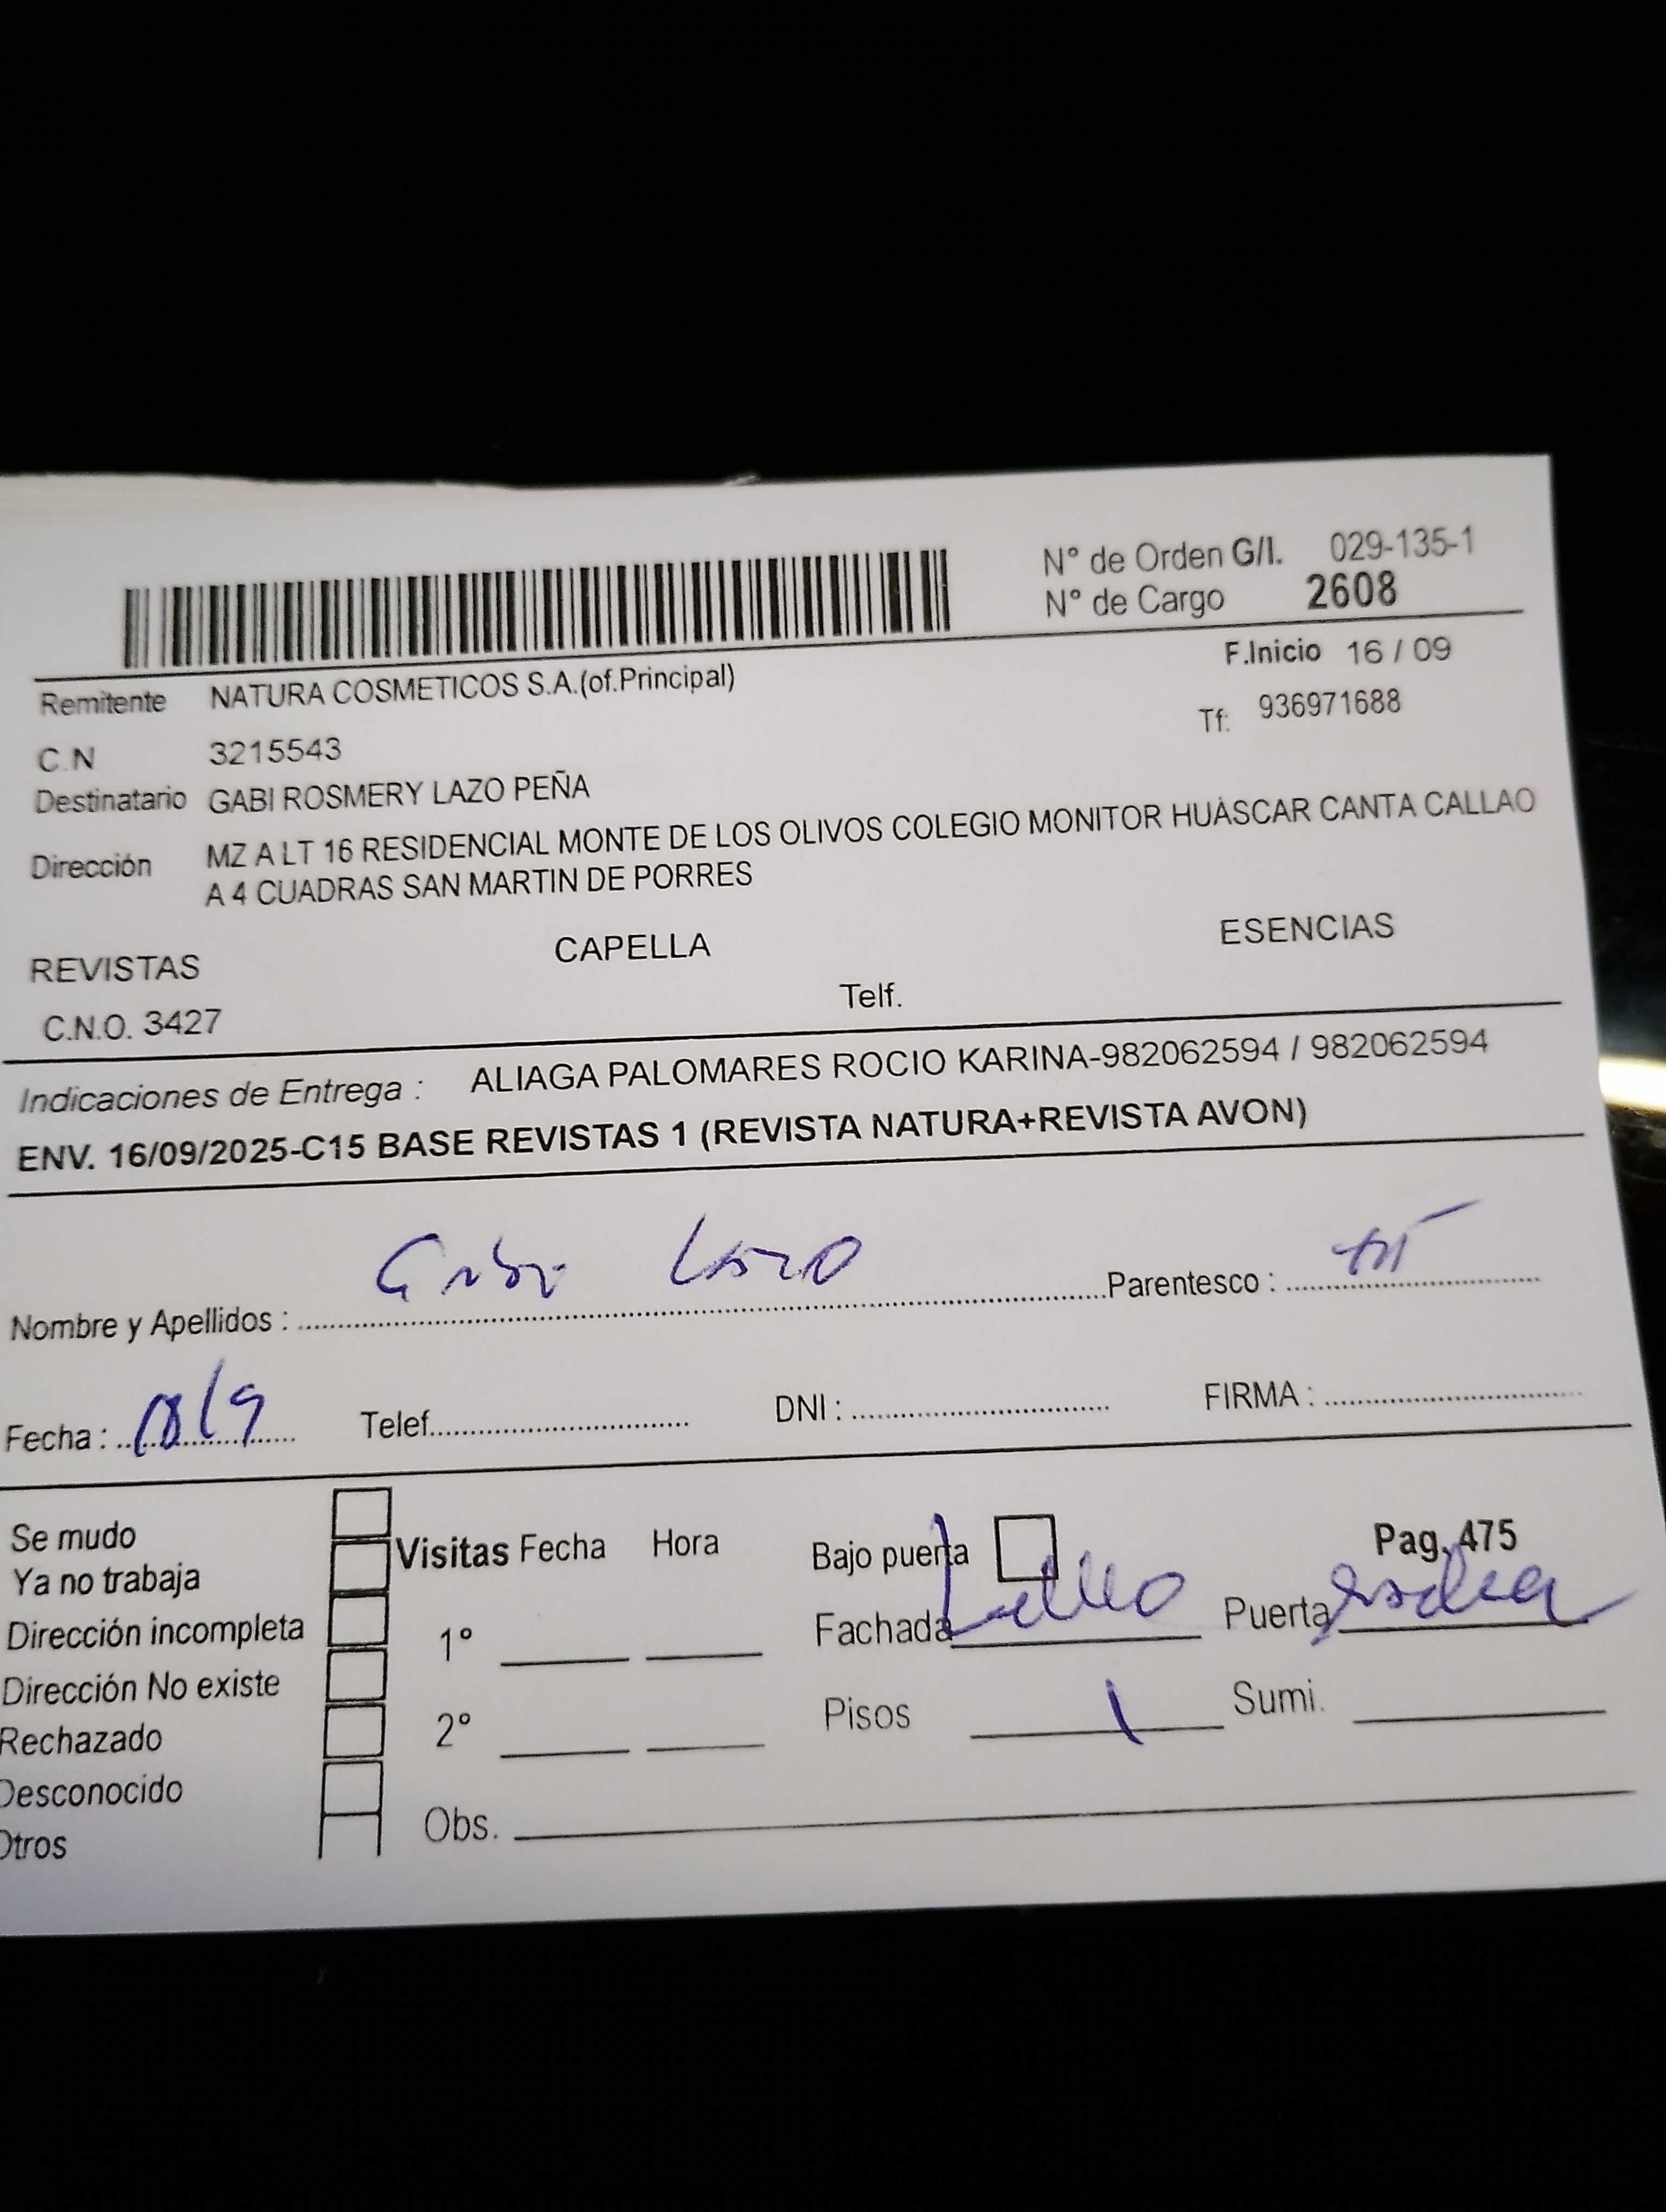 N° de Orden G/I. 029-135-1
N° de Cargo 2608
F.Inicio 16 / 09
Remitente NATURA COSMETICOS S.A.(of.Principal)
Tf: 936971688
C.N 3215543
Destinatario GABI ROSMERY LAZO PEÑA
Dirección MZ A LT 16 RESIDENCIAL MONTE DE LOS OLIVOS COLEGIO MONITOR HUÁSCAR CANTA CALLAO
A 4 CUADRAS SAN MARTIN DE PORRES
REVISTAS CAPELLA ESENCIAS
C.N.O. 3427 Telf.
Indicaciones de Entrega : ALIAGA PALOMARES ROCIO KARINA-982062594 / 982062594
ENV. 16/09/2025-C15 BASE REVISTAS 1 (REVISTA NATURA+REVISTA AVON)
Nombre y Apellidos : Gabi Lazo Parentesco :
Fecha : 18/9 Telef. DNI : FIRMA :
Se mudo
Ya no trabaja
Dirección incompleta
Dirección No existe
Rechazado
Desconocido
Otros
Visitas Fecha Hora
1°
2°
Obs.
Bajo puerta Pag. 475
Fachada Puerta
Pisos 1 Sumi.